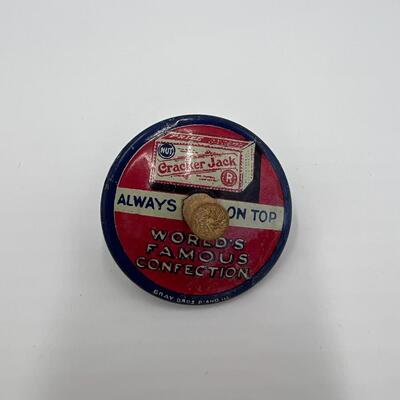 NUT
Cracker Jack
R
ALWAYS ON TOP
WORLD'S
FAMOUS
CONFECTION